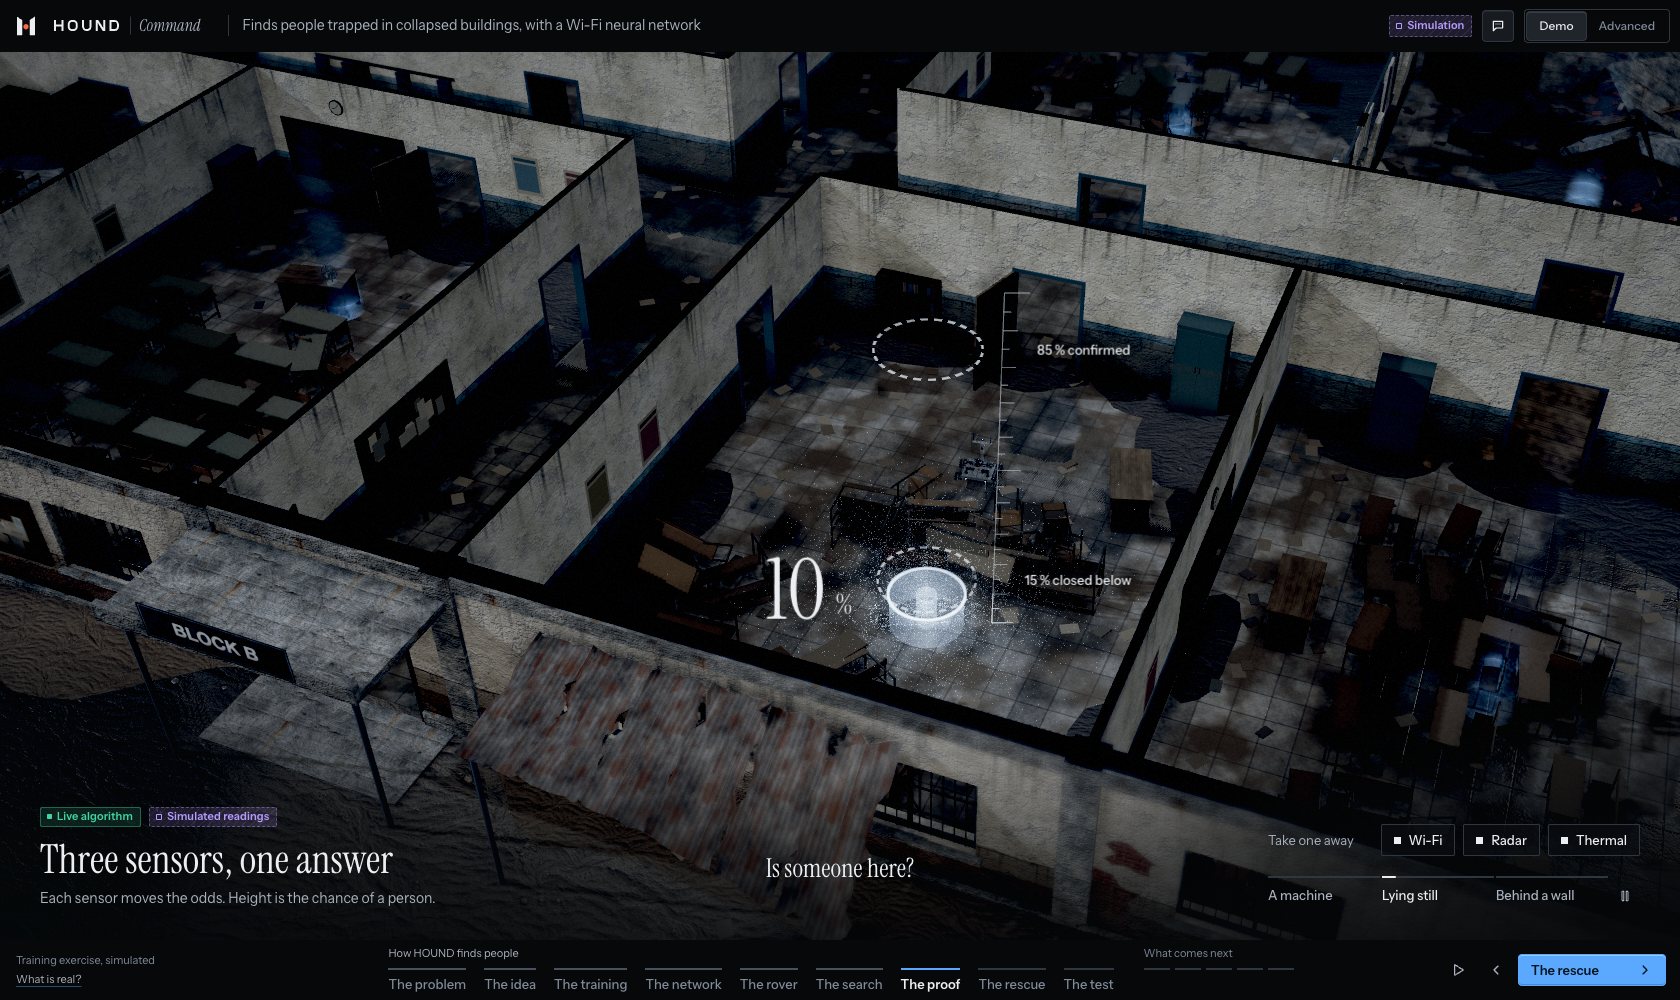 HOUND Command
Finds people trapped in collapsed buildings, with a Wi-Fi neural network
Simulation
Demo
Advanced
85 % confirmed
10 %
15 % closed below
BLOCK B
Live algorithm
Simulated readings
Three sensors, one answer
Each sensor moves the odds. Height is the chance of a person.
Is someone here?
Take one away
Wi-Fi
Radar
Thermal
A machine
Lying still
Behind a wall
Training exercise, simulated
What is real?
How HOUND finds people
The problem
The idea
The training
The network
The rover
The search
The proof
The rescue
The test
What comes next
The rescue